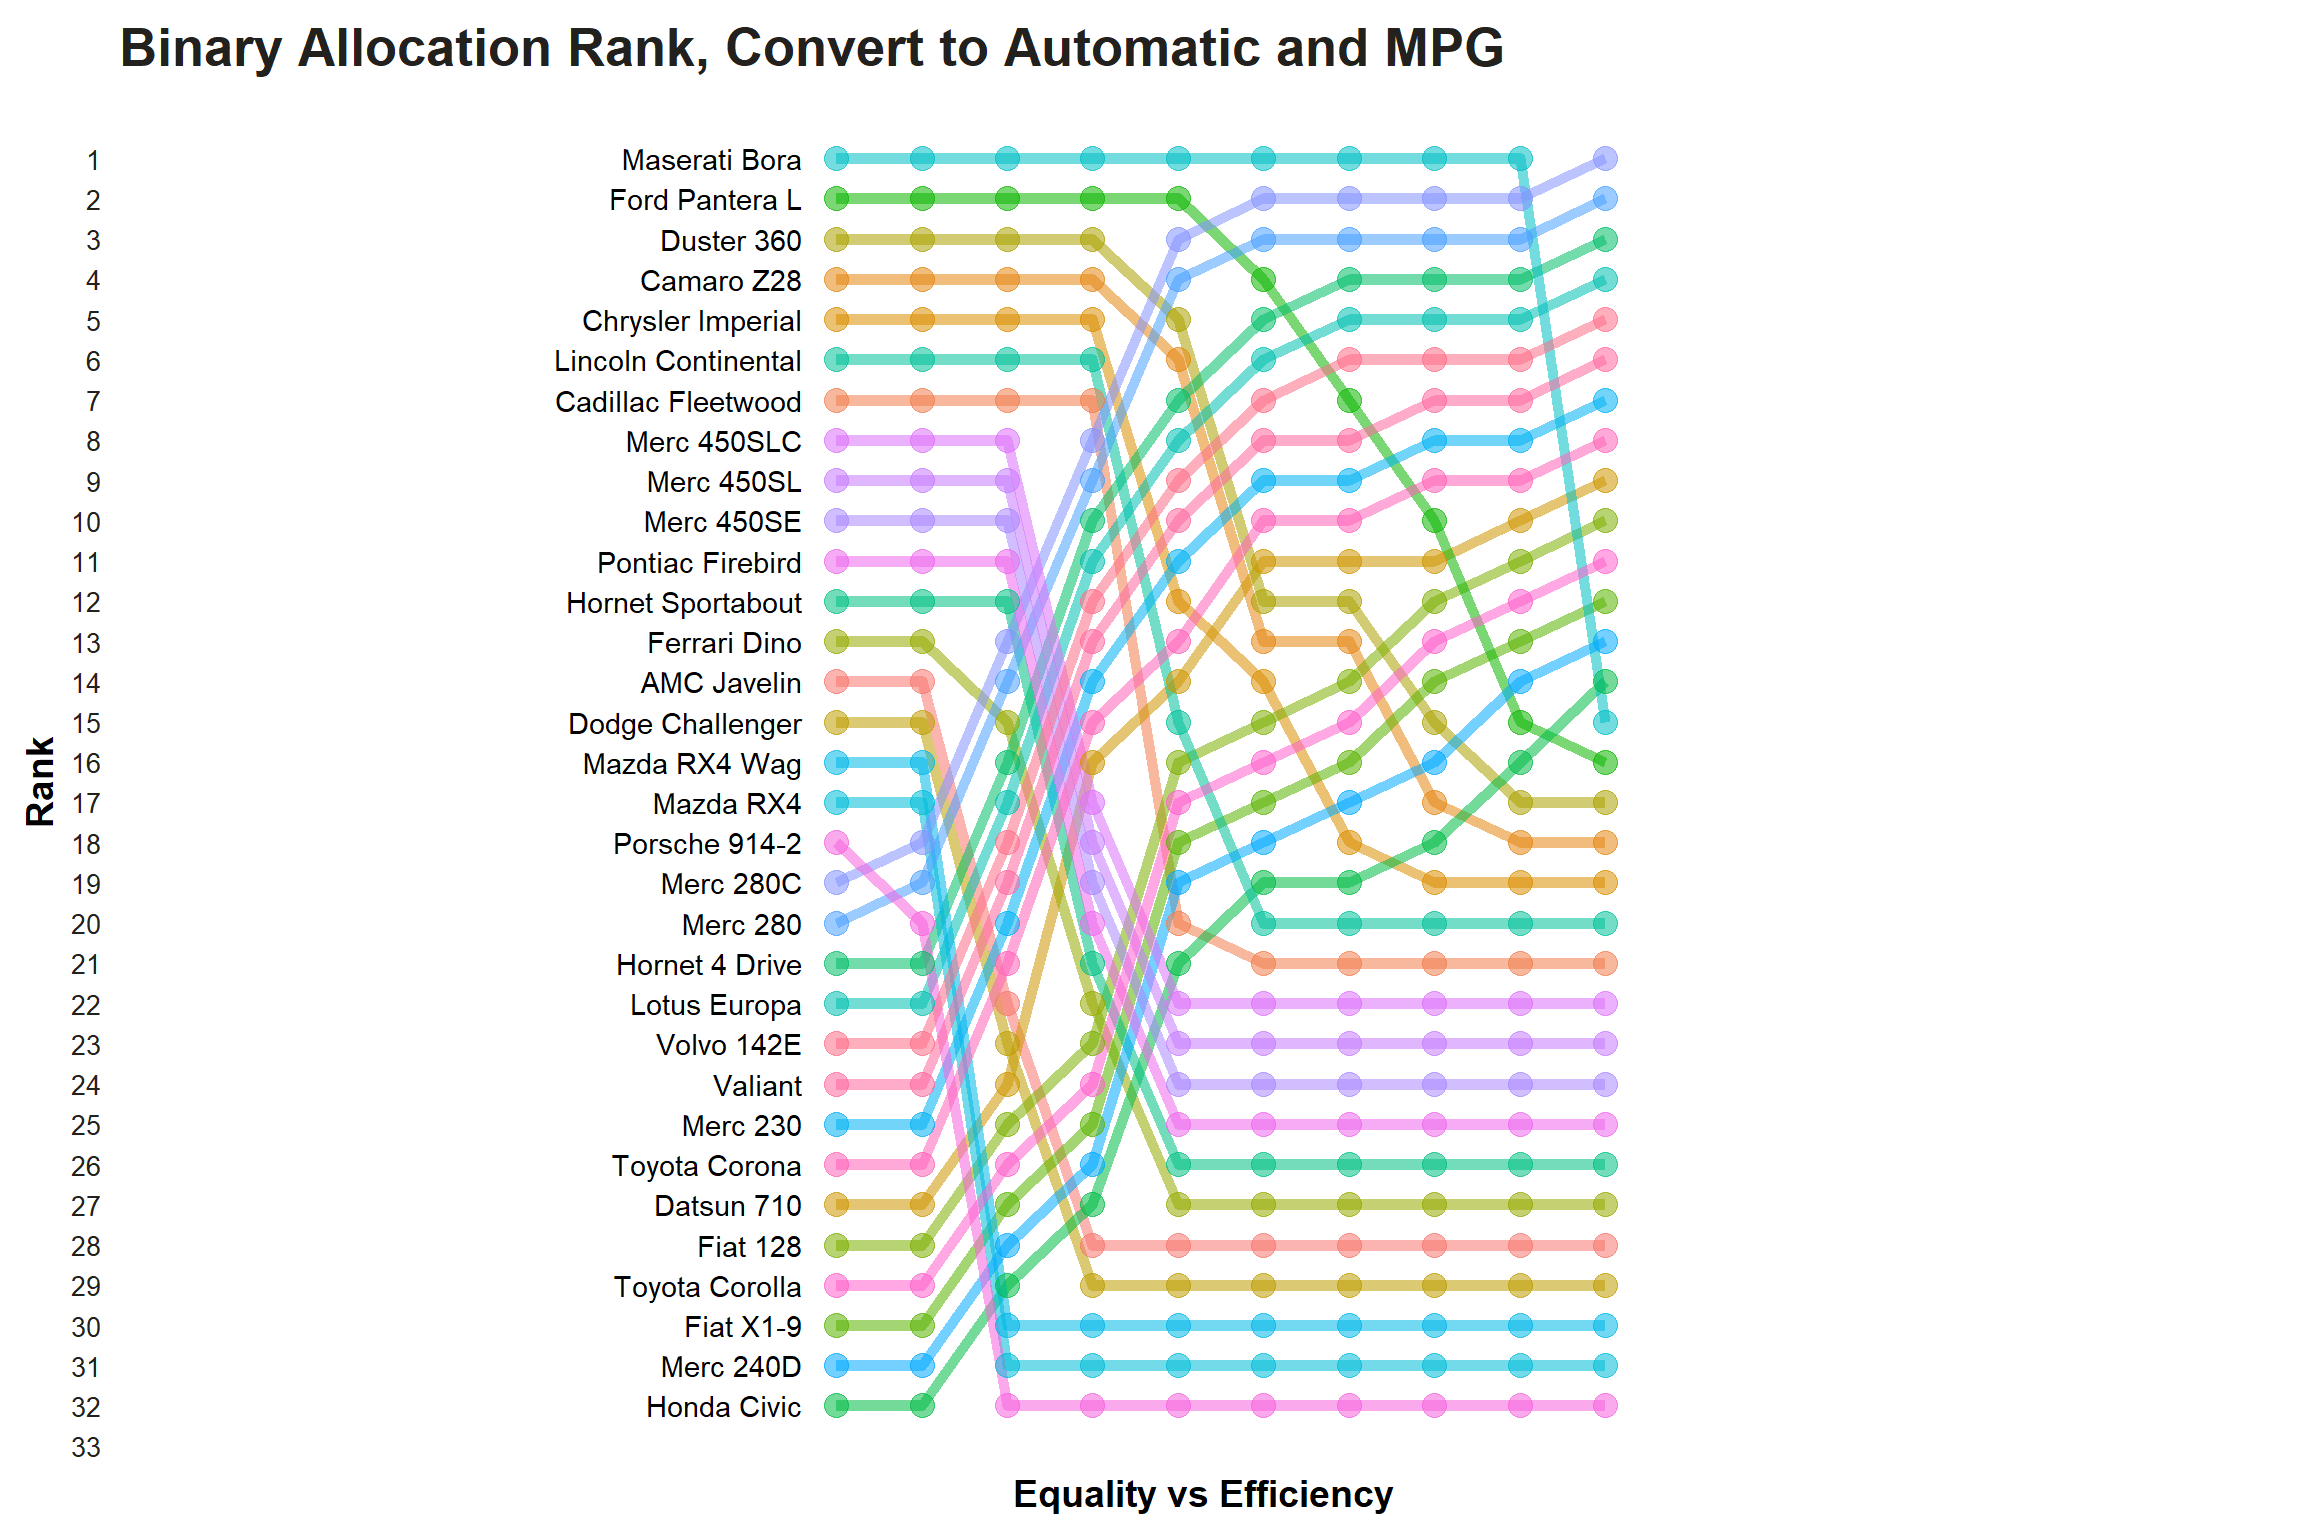 Binary Allocation Rank, Convert to Automatic and MPG
1 Maserati Bora
2 Ford Pantera L
3 Duster 360
4 Camaro Z28
5 Chrysler Imperial
6 Lincoln Continental
7 Cadillac Fleetwood
8 Merc 450SLC
9 Merc 450SL
10 Merc 450SE
11 Pontiac Firebird
12 Hornet Sportabout
13 Ferrari Dino
14 AMC Javelin
15 Dodge Challenger
16 Mazda RX4 Wag
17 Mazda RX4
18 Porsche 914-2
19 Merc 280C
20 Merc 280
21 Hornet 4 Drive
22 Lotus Europa
23 Volvo 142E
24 Valiant
25 Merc 230
26 Toyota Corona
27 Datsun 710
28 Fiat 128
29 Toyota Corolla
30 Fiat X1-9
31 Merc 240D
32 Honda Civic
33
Rank
Equality vs Efficiency